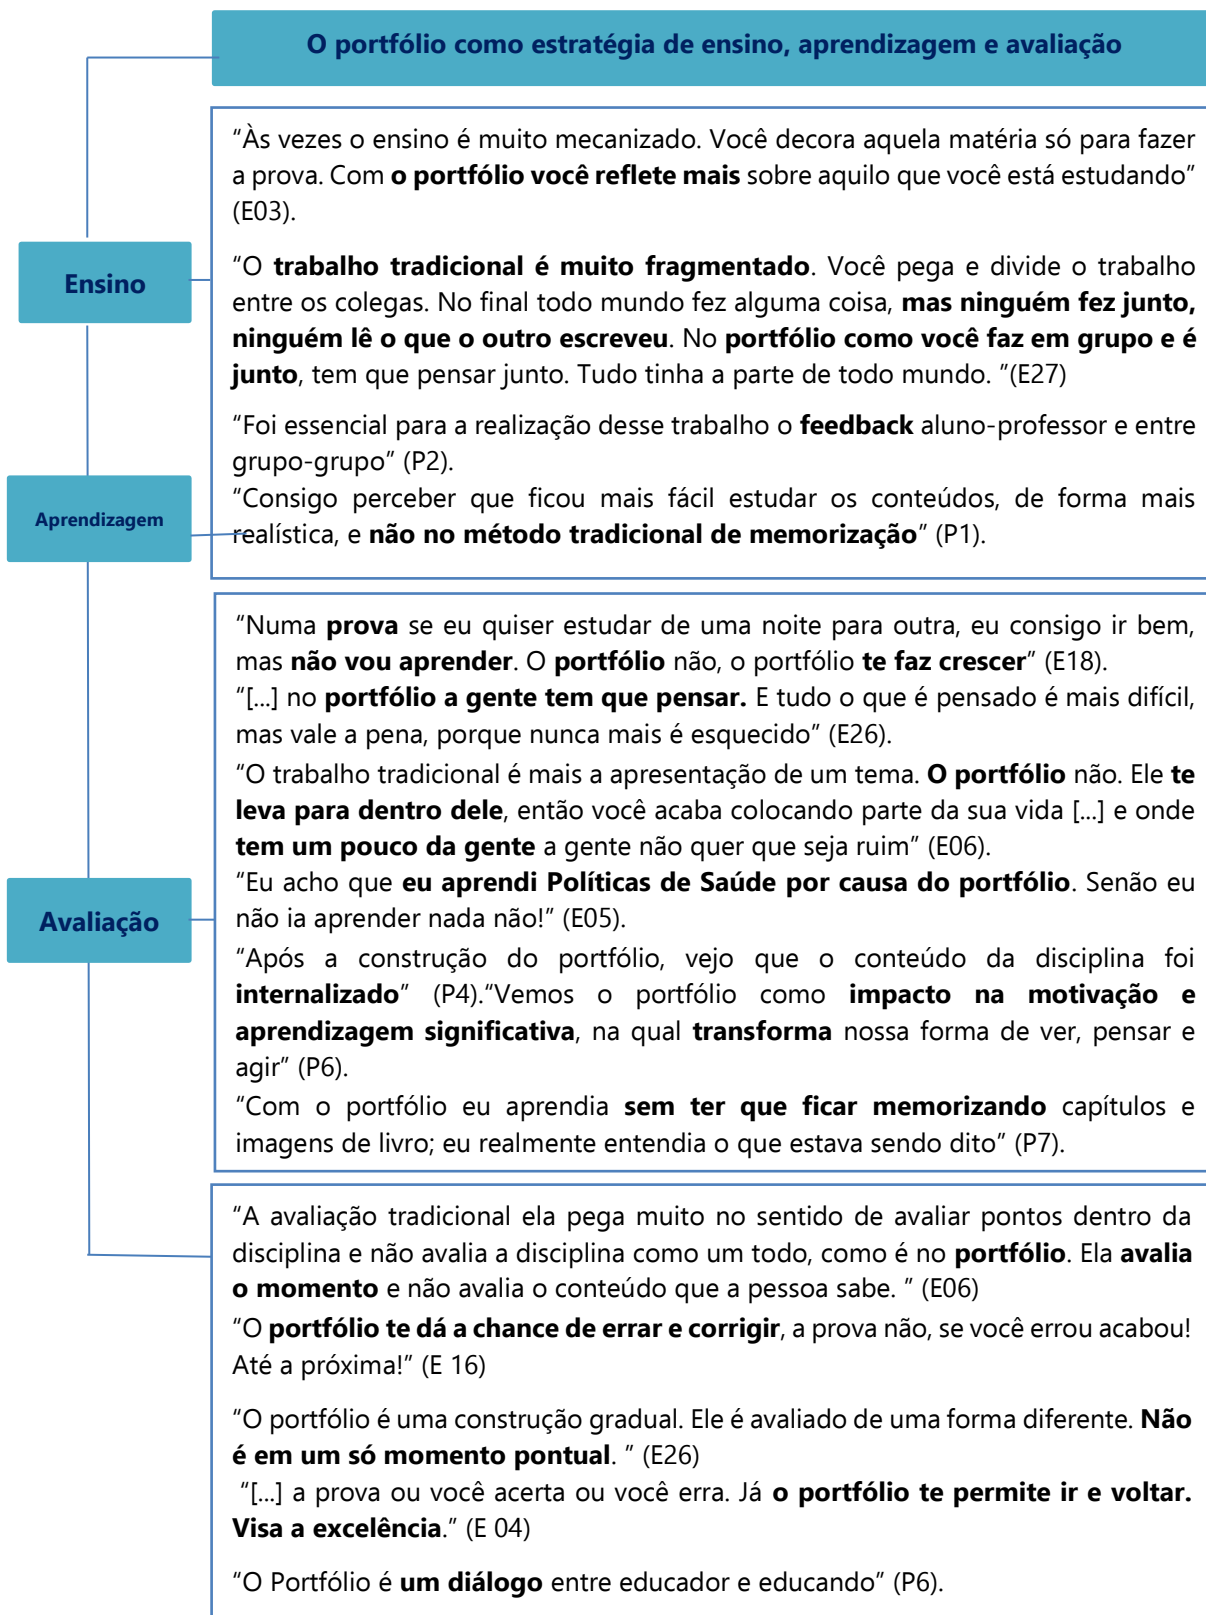 O portfólio como estratégia de ensino, aprendizagem e avaliação
“Às vezes o ensino é muito mecanizado. Você decora aquela matéria só para fazer
a prova. Com o portfólio você reflete mais sobre aquilo que você está estudando”
(E03).
Ensino
“O trabalho tradicional é muito fragmentado. Você pega e divide o trabalho
entre os colegas. No final todo mundo fez alguma coisa, mas ninguém fez junto,
ninguém lê o que o outro escreveu. No portfólio como você faz em grupo e é
junto, tem que pensar junto. Tudo tinha a parte de todo mundo. ”(E27)
“Foi essencial para a realização desse trabalho o feedback aluno-professor e entre
grupo-grupo” (P2).
Aprendizagem
“Consigo perceber que ficou mais fácil estudar os conteúdos, de forma mais
realística, e não no método tradicional de memorização” (P1).
“Numa prova se eu quiser estudar de uma noite para outra, eu consigo ir bem,
mas não vou aprender. O portfólio não, o portfólio te faz crescer” (E18).
“[...] no portfólio a gente tem que pensar. E tudo o que é pensado é mais difícil,
mas vale a pena, porque nunca mais é esquecido” (E26).
“O trabalho tradicional é mais a apresentação de um tema. O portfólio não. Ele te
leva para dentro dele, então você acaba colocando parte da sua vida [...] e onde
tem um pouco da gente a gente não quer que seja ruim” (E06).
Avaliação
“Eu acho que eu aprendi Políticas de Saúde por causa do portfólio. Senão eu
não ia aprender nada não!” (E05).
“Após a construção do portfólio, vejo que o conteúdo da disciplina foi
internalizado” (P4).“Vemos o portfólio como impacto na motivação e
aprendizagem significativa, na qual transforma nossa forma de ver, pensar e
agir” (P6).
“Com o portfólio eu aprendia sem ter que ficar memorizando capítulos e
imagens de livro; eu realmente entendia o que estava sendo dito” (P7).
“A avaliação tradicional ela pega muito no sentido de avaliar pontos dentro da
disciplina e não avalia a disciplina como um todo, como é no portfólio. Ela avalia
o momento e não avalia o conteúdo que a pessoa sabe. ” (E06)
“O portfólio te dá a chance de errar e corrigir, a prova não, se você errou acabou!
Até a próxima!” (E 16)
“O portfólio é uma construção gradual. Ele é avaliado de uma forma diferente. Não
é em um só momento pontual. ” (E26)
“[...] a prova ou você acerta ou você erra. Já o portfólio te permite ir e voltar.
Visa a excelência.” (E 04)
“O Portfólio é um diálogo entre educador e educando” (P6).